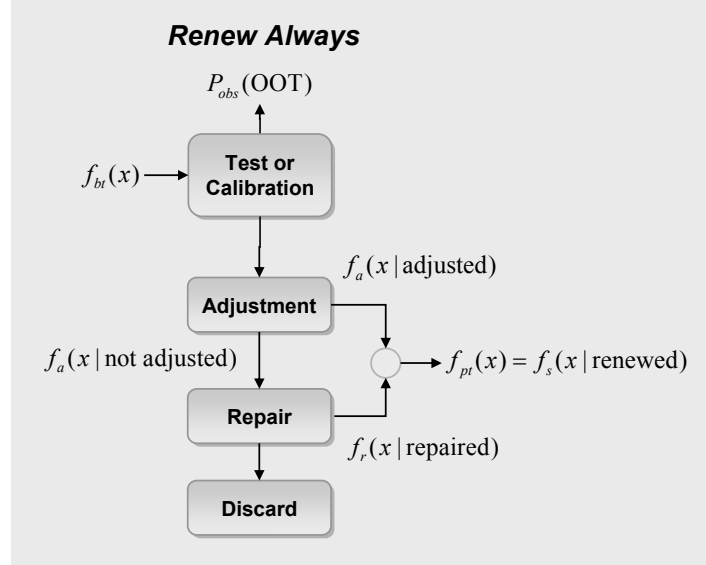 Renew Always
P_obs(OOT)
Test or
Calibration
f_bt(x)
f_a(x | adjusted)
Adjustment
f_a(x | not adjusted)
f_pt(x) = f_s(x | renewed)
Repair
f_r(x | repaired)
Discard